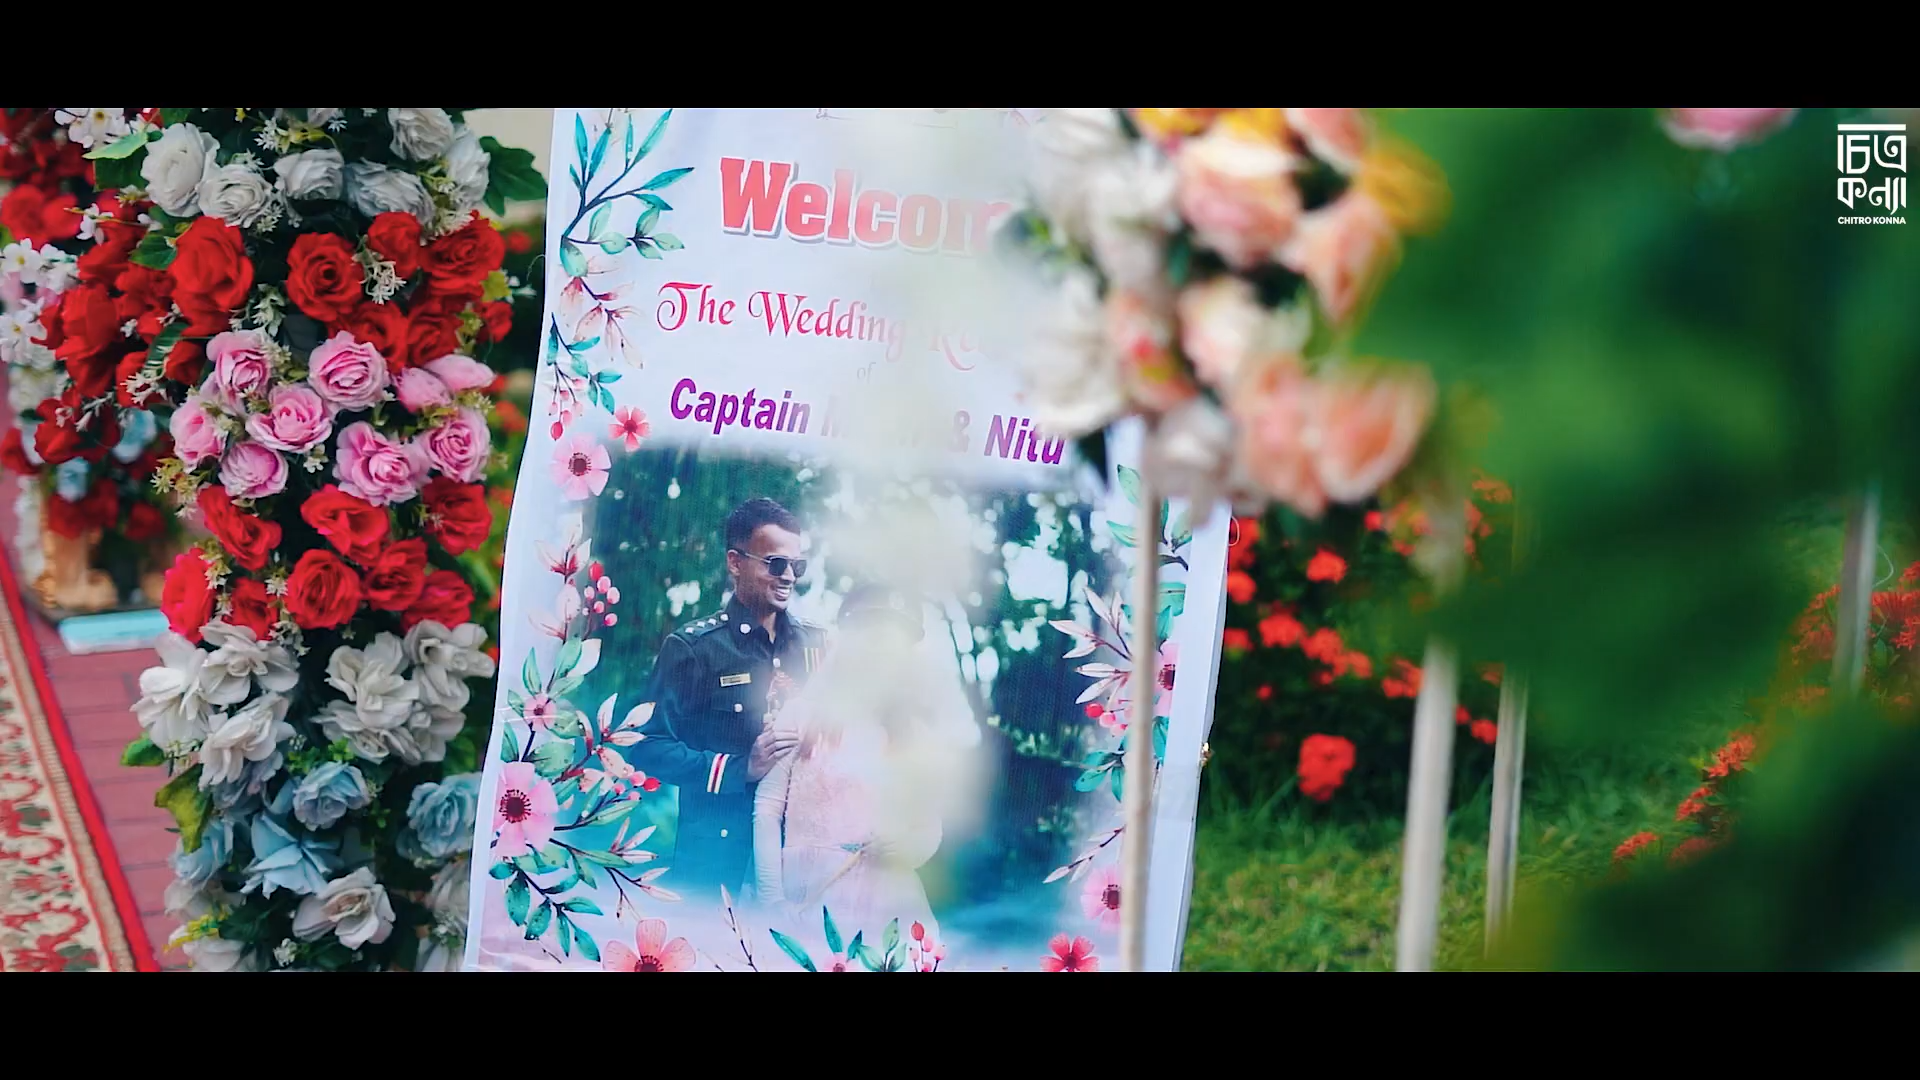 Welcom
The Wedding
of
Captain & Nitu
চিত্র
কন্যা
CHITRO KONNA